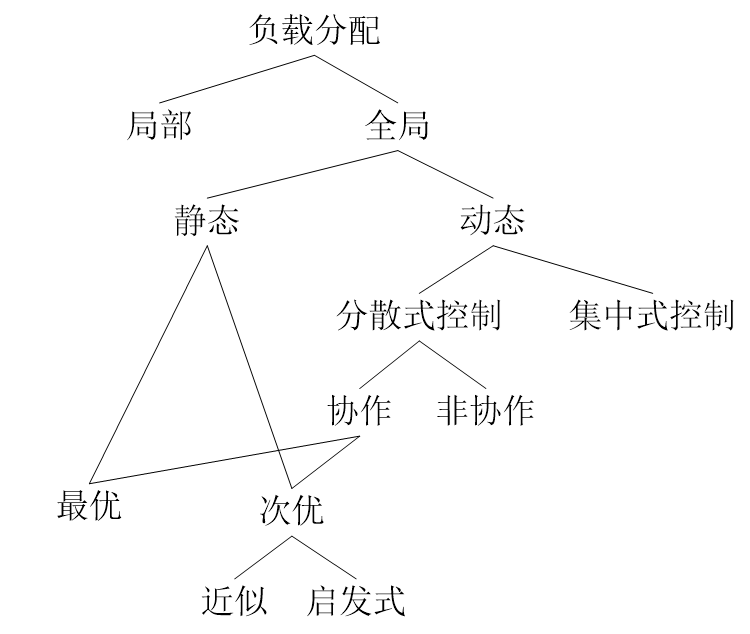 负载分配
局部
全局
静态
动态
分散式控制
集中式控制
协作
非协作
最优
次优
近似
启发式